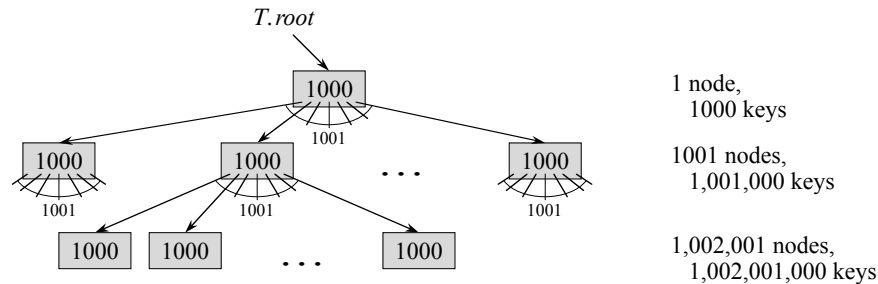 T.root
1000
1 node,
1000 keys
1001
1000 1000 . . . 1000
1001 nodes,
1,001,000 keys
1001 1001 1001
1000 1000 . . . 1000
1,002,001 nodes,
1,002,001,000 keys